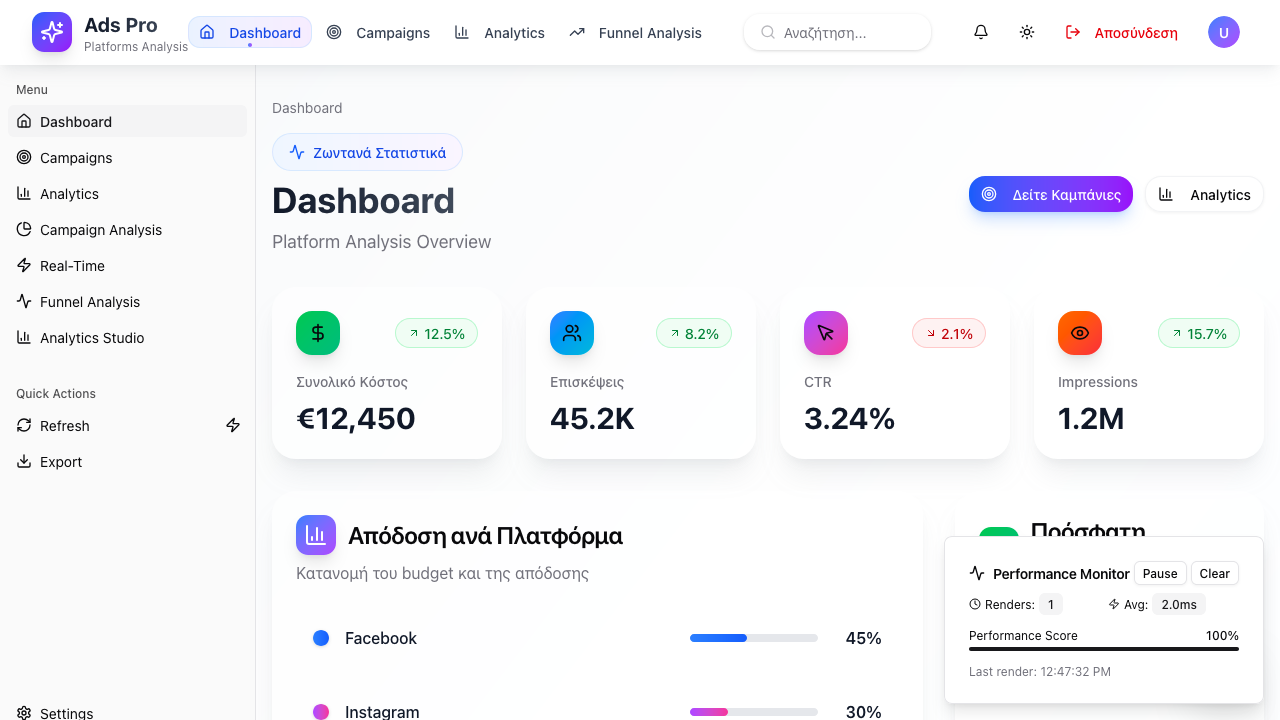 Ads Pro
Platforms Analysis
Dashboard
Campaigns
Analytics
Funnel Analysis
Αναζήτηση...
Αποσύνδεση
U
Menu
Dashboard
Campaigns
Analytics
Campaign Analysis
Real-Time
Funnel Analysis
Analytics Studio
Quick Actions
Refresh
Export
Settings
Dashboard
Ζωντανά Στατιστικά
Dashboard
Platform Analysis Overview
Δείτε Καμπάνιες
Analytics
12.5%
Συνολικό Κόστος
€12,450
8.2%
Επισκέψεις
45.2K
2.1%
CTR
3.24%
15.7%
Impressions
1.2M
Απόδοση ανά Πλατφόρμα
Κατανομή του budget και της απόδοσης
Facebook
45%
Instagram
30%
Πρόσφατη
Performance Monitor
Pause
Clear
Renders: 1
Avg: 2.0ms
Performance Score
100%
Last render: 12:47:32 PM